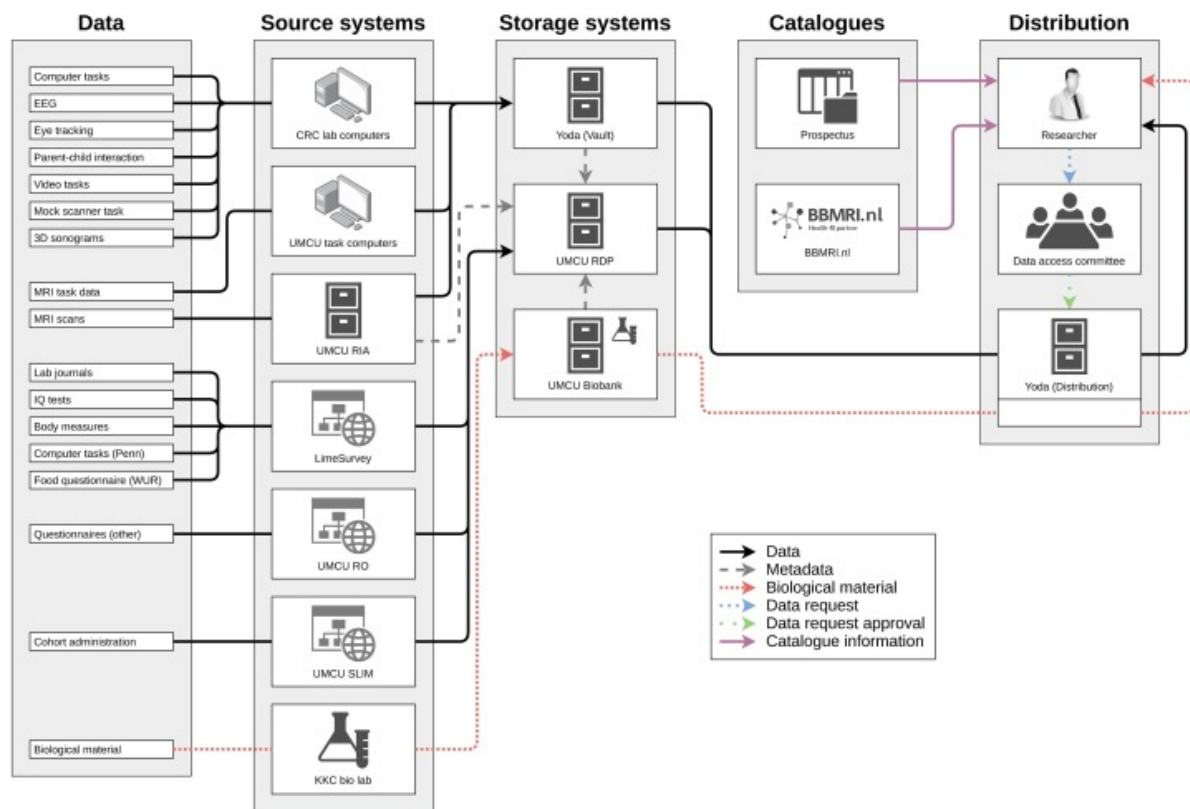 Data
Source systems
Storage systems
Catalogues
Distribution
Computer tasks
EEG
Eye tracking
Parent-child interaction
Video tasks
Mock scanner task
3D sonograms
MRI task data
MRI scans
Lab journals
IQ tests
Body measures
Computer tasks (Penn)
Food questionnaire (WUR)
Questionnaires (other)
Cohort administration
Biological material
CRC lab computers
UMCU task computers
UMCU RIA
LimeSurvey
UMCU RO
UMCU SLIM
KKC bio lab
Yoda (Vault)
UMCU RDP
UMCU Biobank
Prospectus
BBMRI.nl
BBMRI.nl
Researcher
Data access committee
Yoda (Distribution)
Data
Metadata
Biological material
Data request
Data request approval
Catalogue information